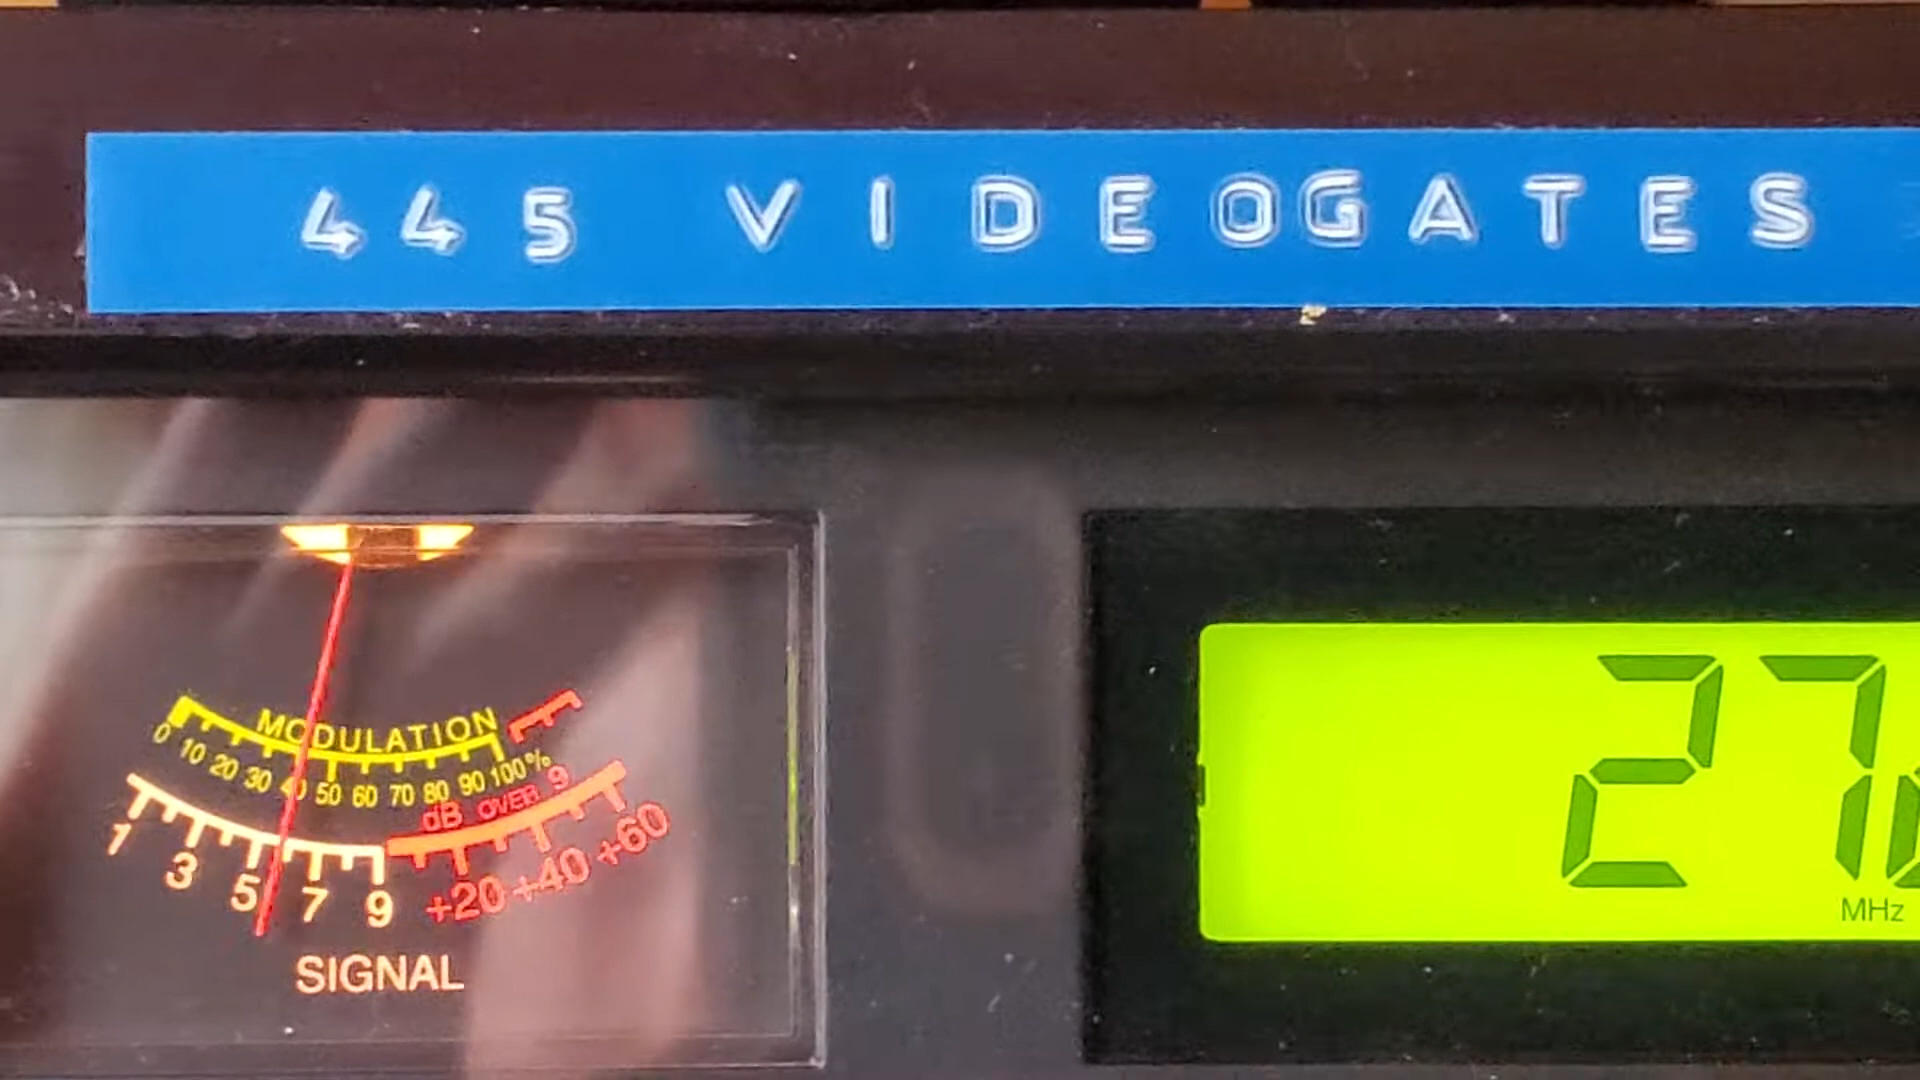 445 VIDEOGATES
MODULATION
0 10 20 30 40 50 60 70 80 90 100%
dB OVER 9
1 3 5 7 9 +20 +40 +60
SIGNAL
27
MHz